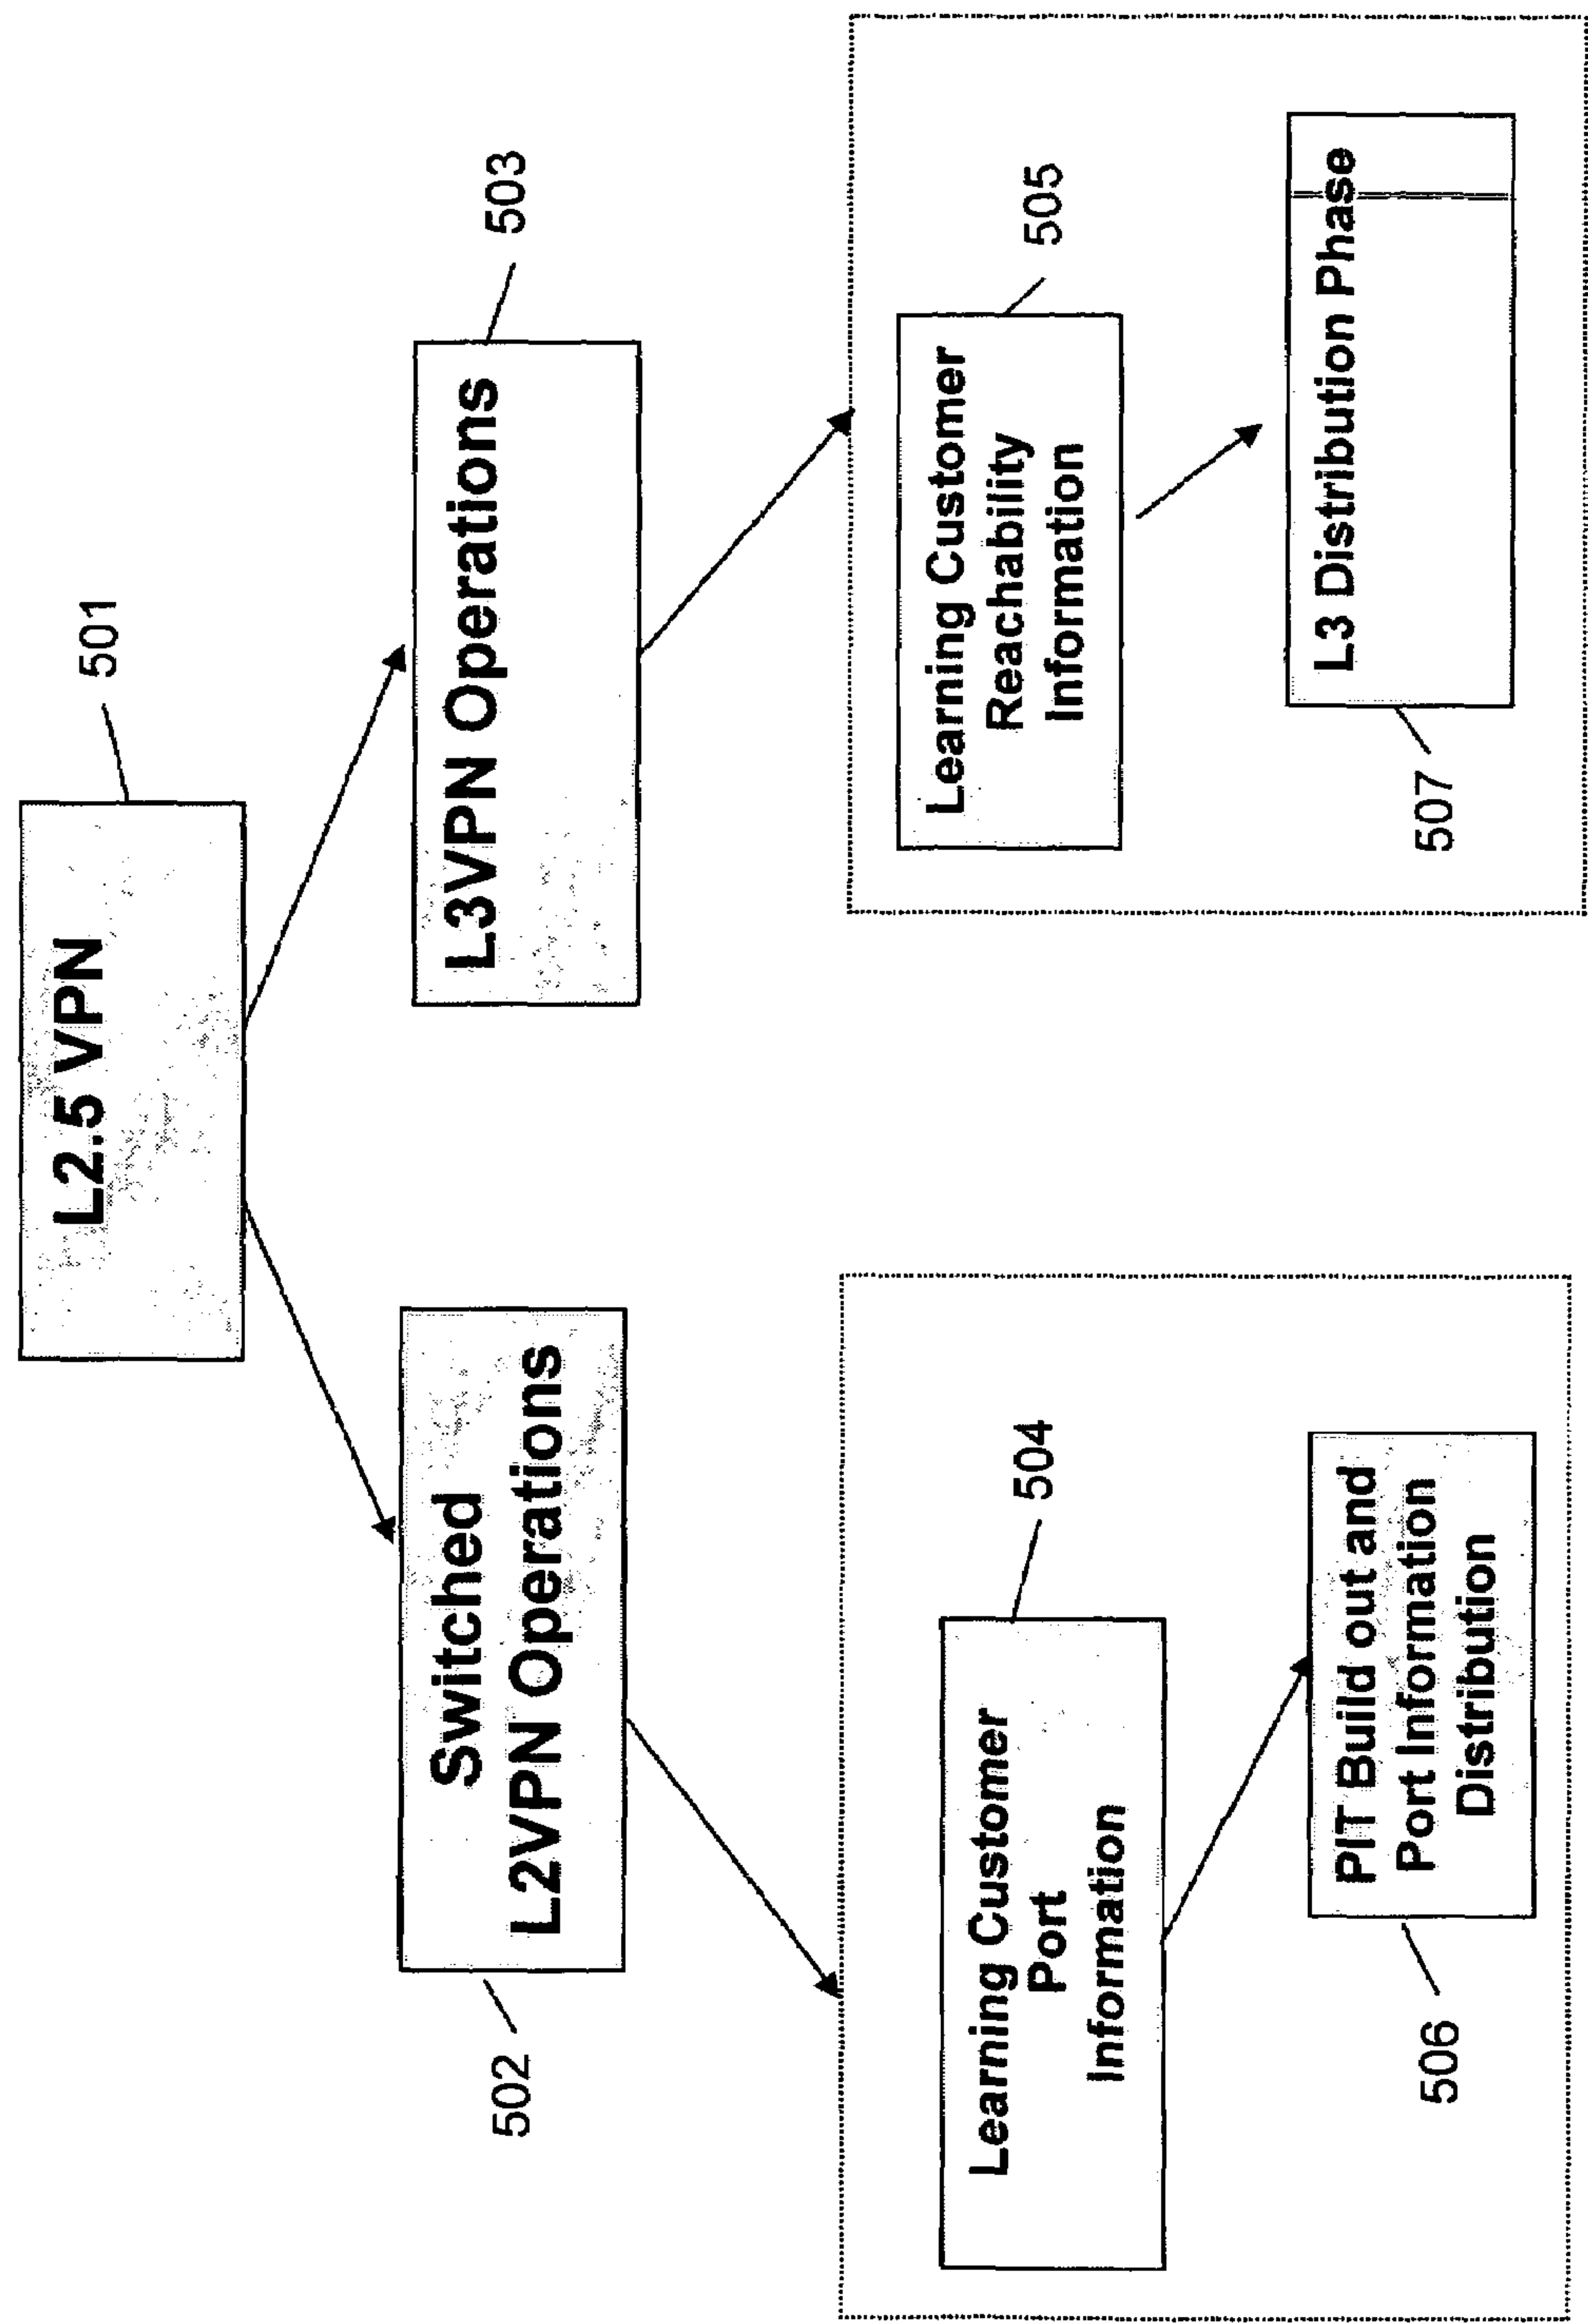 L2.5 VPN
501
Switched
L2VPN Operations
502
L3VPN Operations
503
Learning Customer
Port
Information
504
Learning Customer
Reachability
Information
505
PIT Build out and
Port Information
Distribution
506
L3 Distribution Phase
507